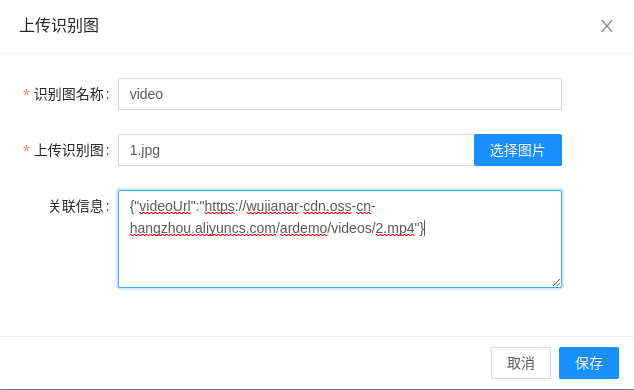 上传识别图
* 识别图名称: video
* 上传识别图: 1.jpg 选择图片
关联信息: {"videoUrl":"https://wujianar-cdn.oss-cn-
hangzhou.aliyuncs.com/ardemo/videos/2.mp4"}
取消 保存